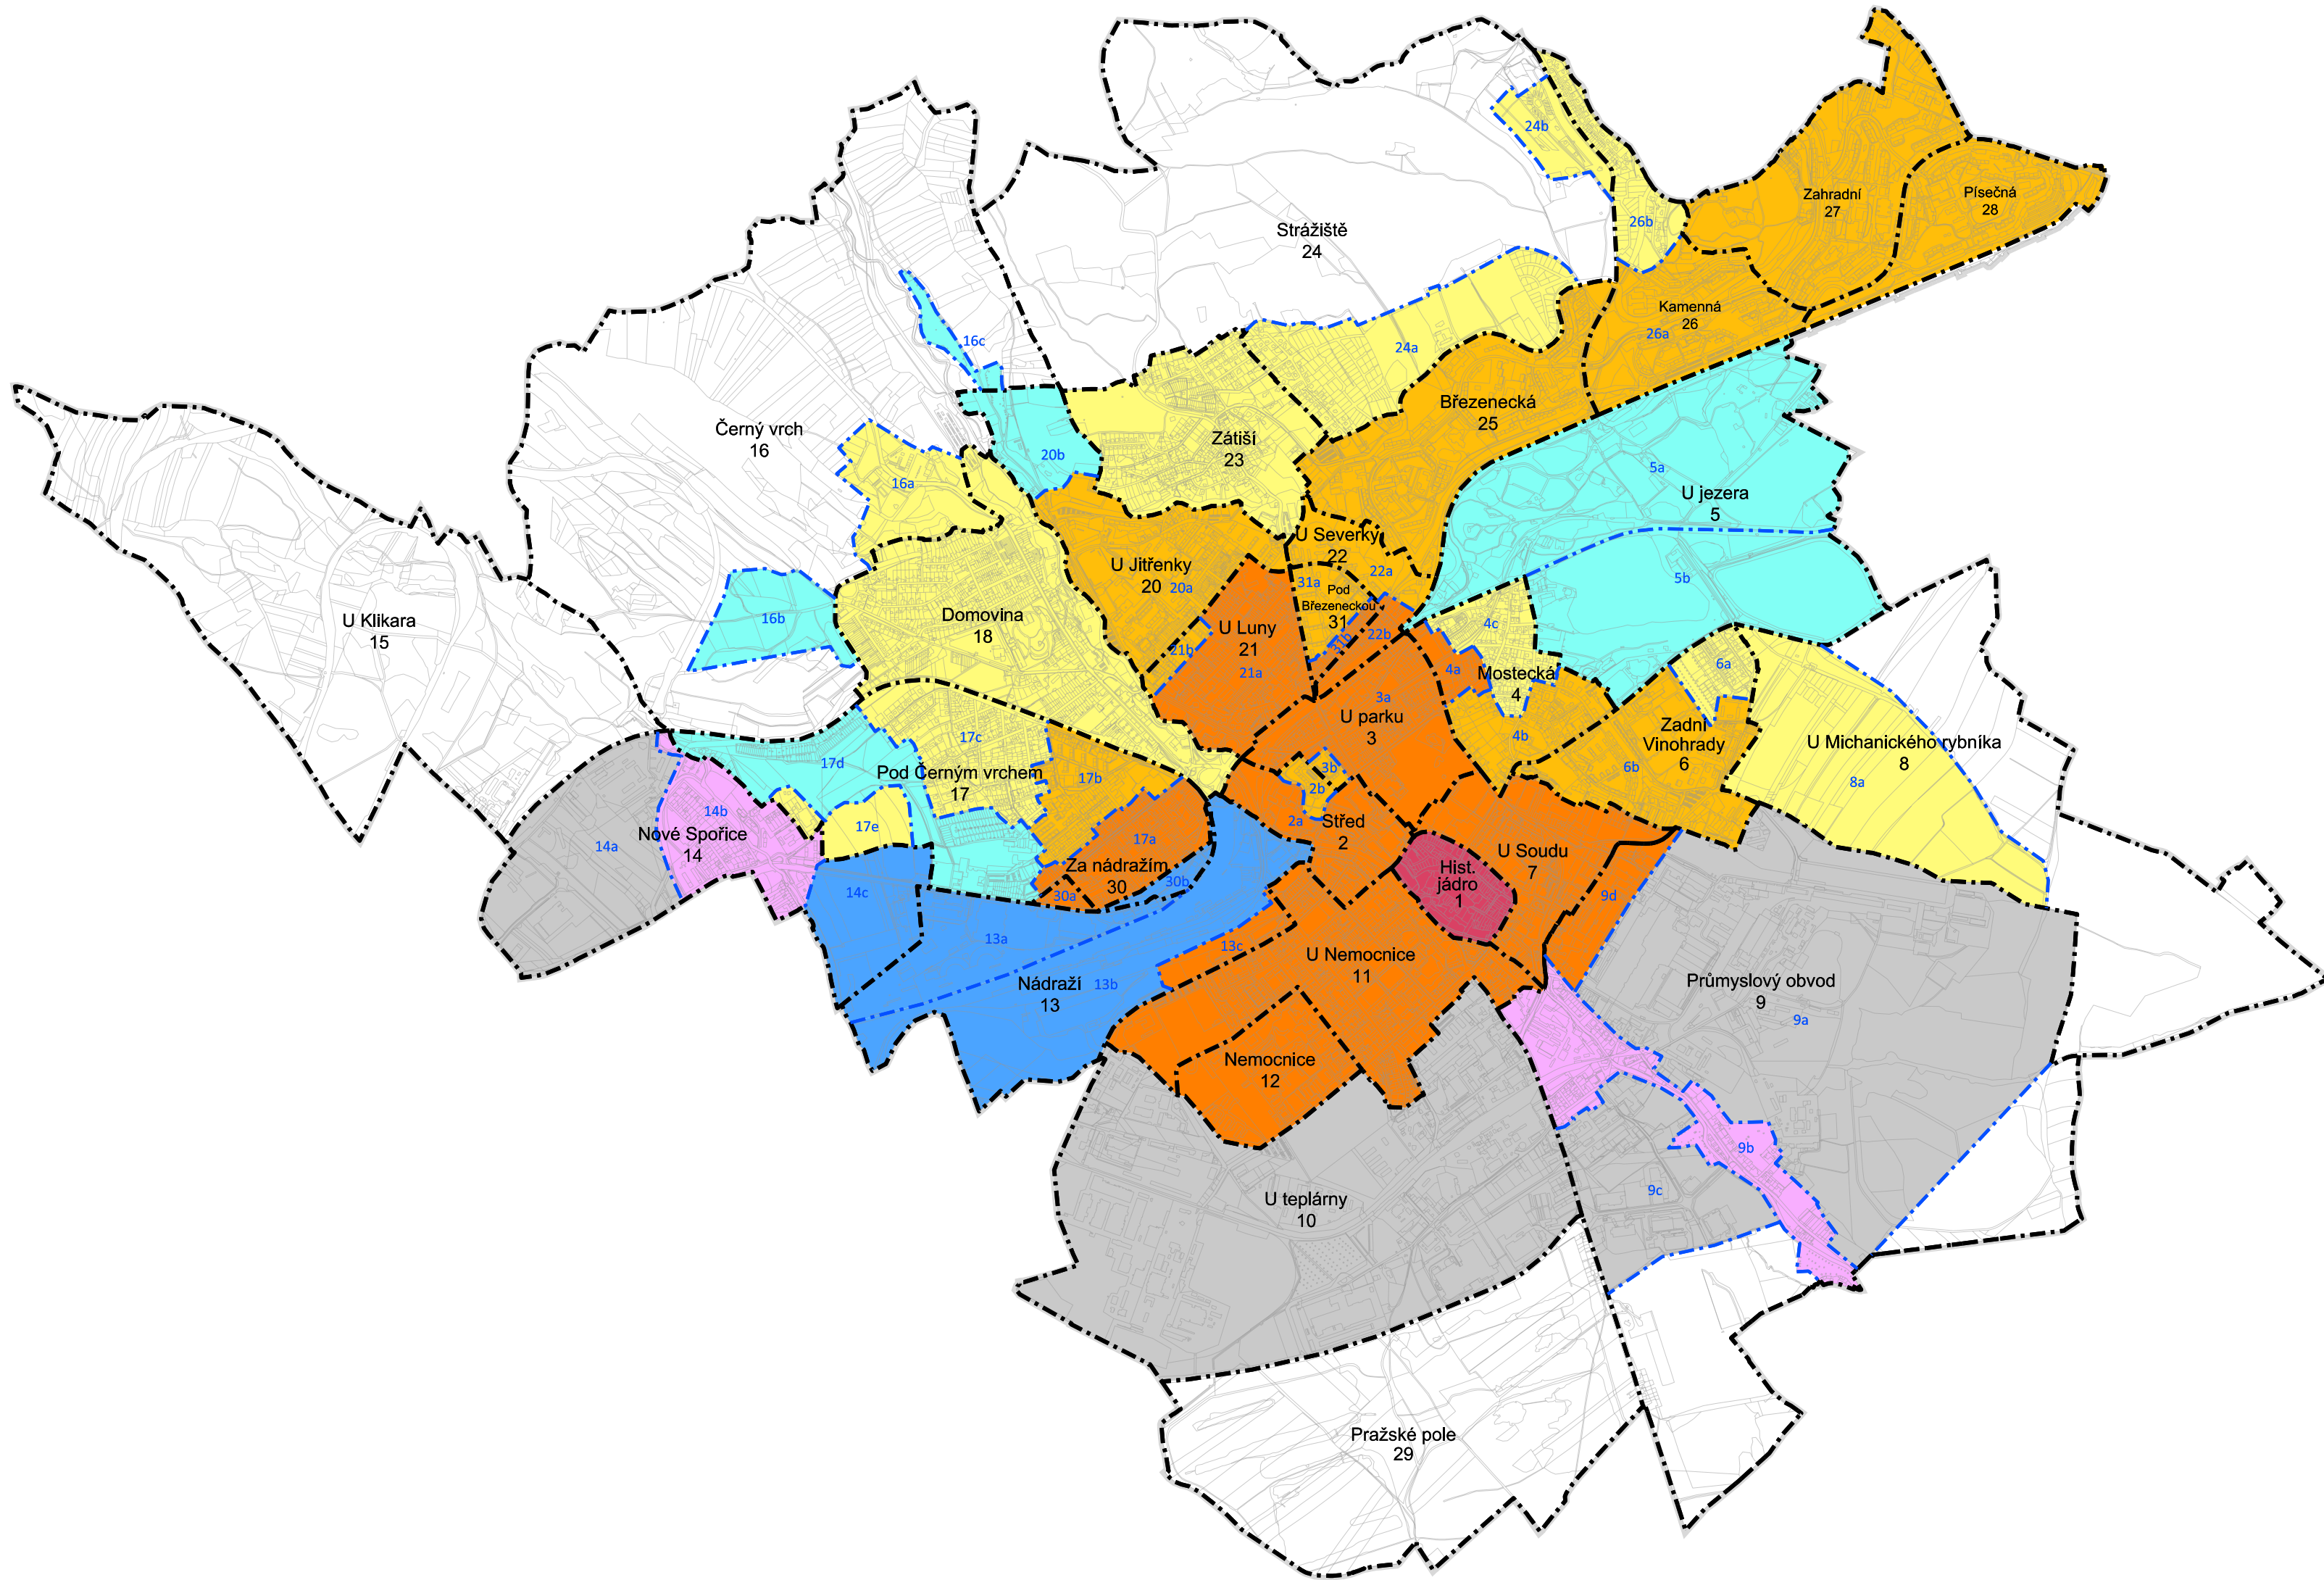 24b
Zahradní
27
Písečná
28
26b
Strážiště
24
Kamenná
26
26a
16c
24a
Březenecká
25
Černý vrch
16
Zátiší
23
20b
16a
5a
U jezera
5
U Severky
22
22a
U Jitřenky
20
20a
31a
Pod
Březeneckou
31
31b
22b
5b
U Klikara
15
16b
Domovina
18
U Luny
21
21a
21b
4c
4a
Mostecká
4
4b
6a
3a
U parku
3
Zadní
Vinohrady
6
6b
U Michanického rybníka
8
8a
17c
17d
Pod Černým vrchem
17
17b
3b
2b
2a
Střed
2
14b
Nové Spořice
14
14a
17e
17a
Za nádražím
30
30a
30b
Hist.
jádro
1
U Soudu
7
9d
14c
13a
13c
U Nemocnice
11
Nádraží
13
13b
Průmyslový obvod
9
9a
Nemocnice
12
9b
9c
U teplárny
10
Pražské pole
29